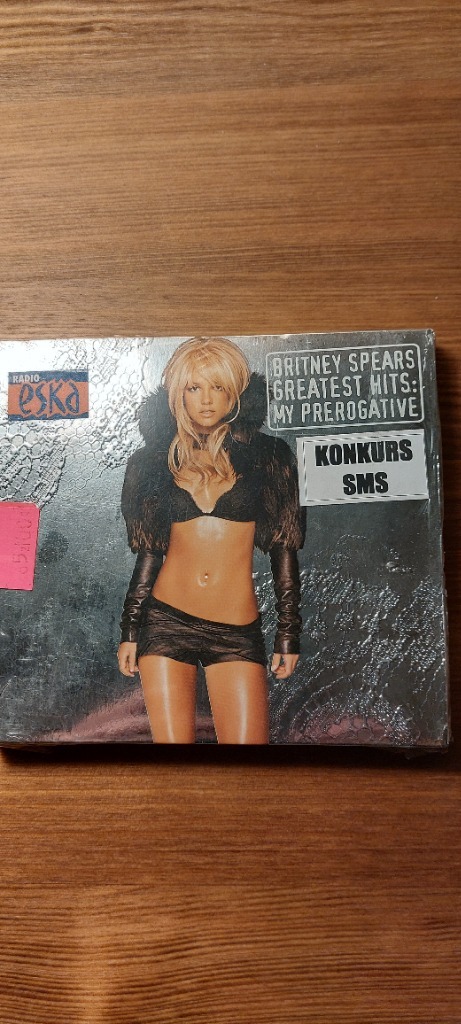 RADIO
eska
BRITNEY SPEARS
GREATEST HITS:
MY PREROGATIVE
KONKURS
SMS